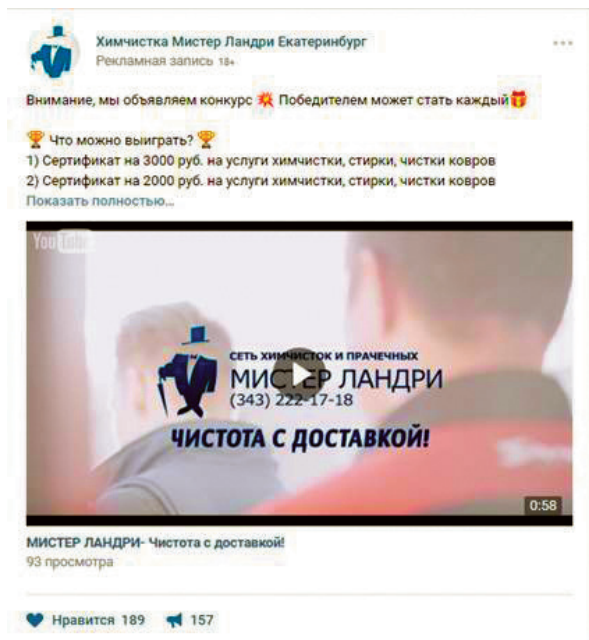 Химчистка Мистер Ландри Екатеринбург
Рекламная запись 18+
Внимание, мы объявляем конкурс 💥 Победителем может стать каждый🎁
🏆 Что можно выиграть? 🏆
1) Сертификат на 3000 руб. на услуги химчистки, стирки, чистки ковров
2) Сертификат на 2000 руб. на услуги химчистки, стирки, чистки ковров
Показать полностью...
YouTube
СЕТЬ ХИМЧИСТОК И ПРАЧЕЧНЫХ
МИСТЕР ЛАНДРИ
(343) 222-17-18
ЧИСТОТА С ДОСТАВКОЙ!
0:58
МИСТЕР ЛАНДРИ- Чистота с доставкой!
93 просмотра
Нравится 189 157